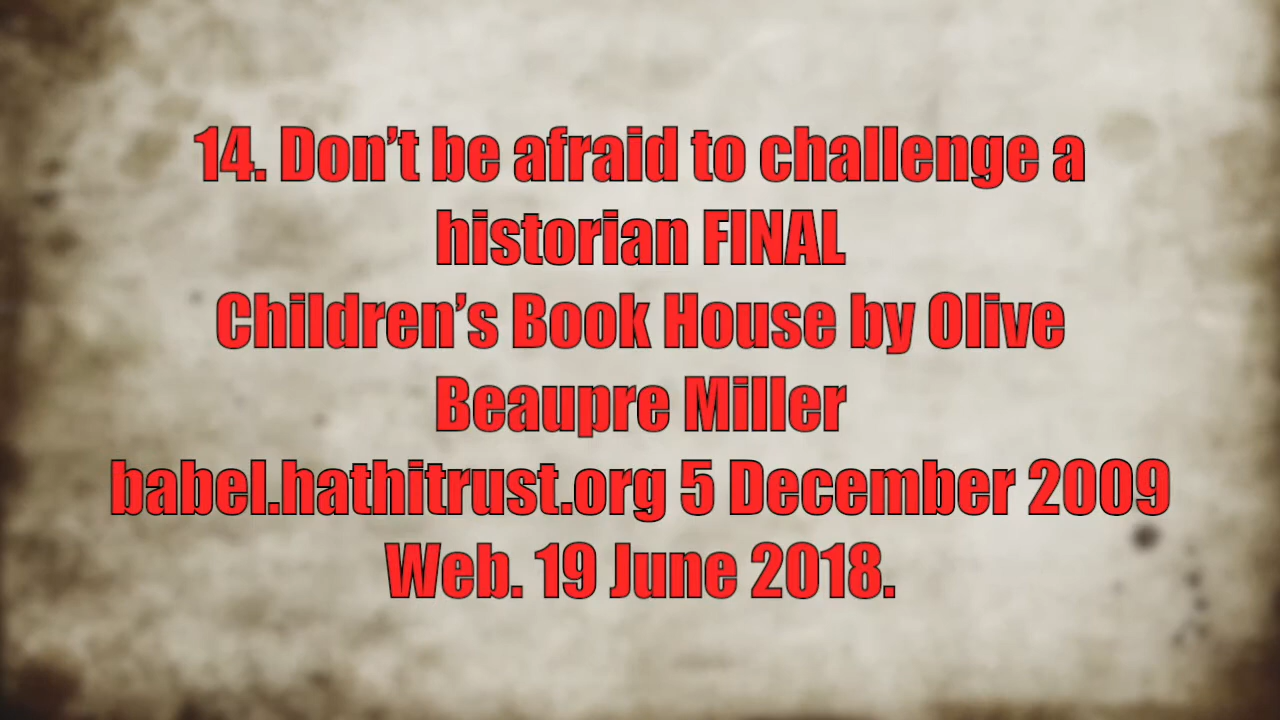 14. Don’t be afraid to challenge a
historian FINAL
Children’s Book House by Olive
Beaupre Miller
babel.hathitrust.org 5 December 2009
Web. 19 June 2018.